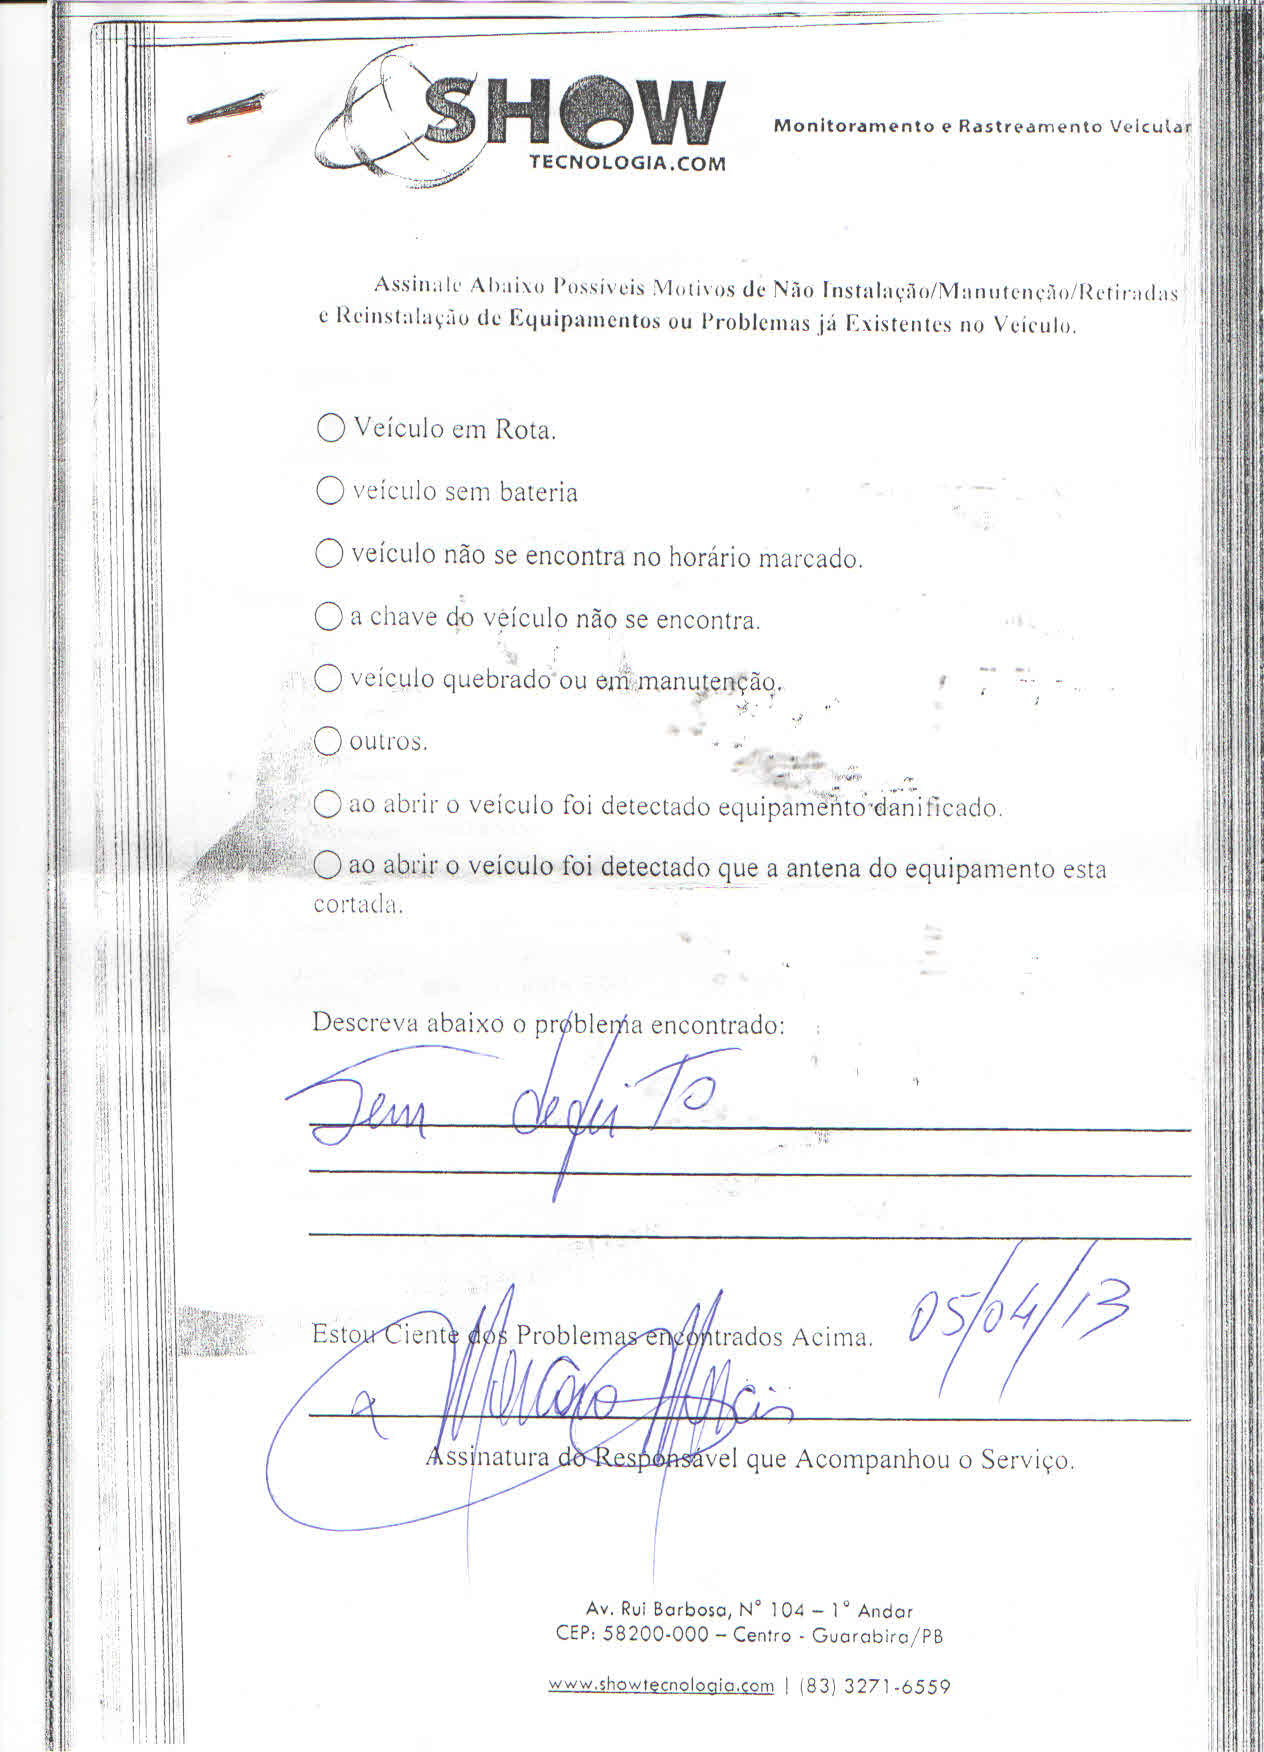 SHOW
TECNOLOGIA.COM
Monitoramento e Rastreamento Veicular
Assinale Abaixo Possíveis Motivos de Não Instalação/Manutenção/Retiradas
e Reinstalação de Equipamentos ou Problemas já Existentes no Veículo.
Veículo em Rota.
veículo sem bateria
veículo não se encontra no horário marcado.
a chave do veículo não se encontra.
veículo quebrado ou em manutenção.
outros.
ao abrir o veículo foi detectado equipamento danificado.
ao abrir o veículo foi detectado que a antena do equipamento esta
cortada.
Descreva abaixo o problema encontrado:
Sem defeito
05/04/13
Estou Ciente dos Problemas encontrados Acima.
Assinatura do Responsável que Acompanhou o Serviço.
Av. Rui Barbosa, N° 104 – 1° Andar
CEP: 58200-000 – Centro - Guarabira/PB
www.showtecnologia.com | (83) 3271-6559